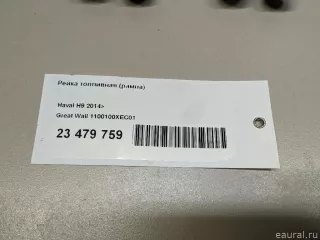 Рейка топливная (рампа)
Haval H9 2014>
Great Wall 1100100XEC01
23 479 759
eaural.ru